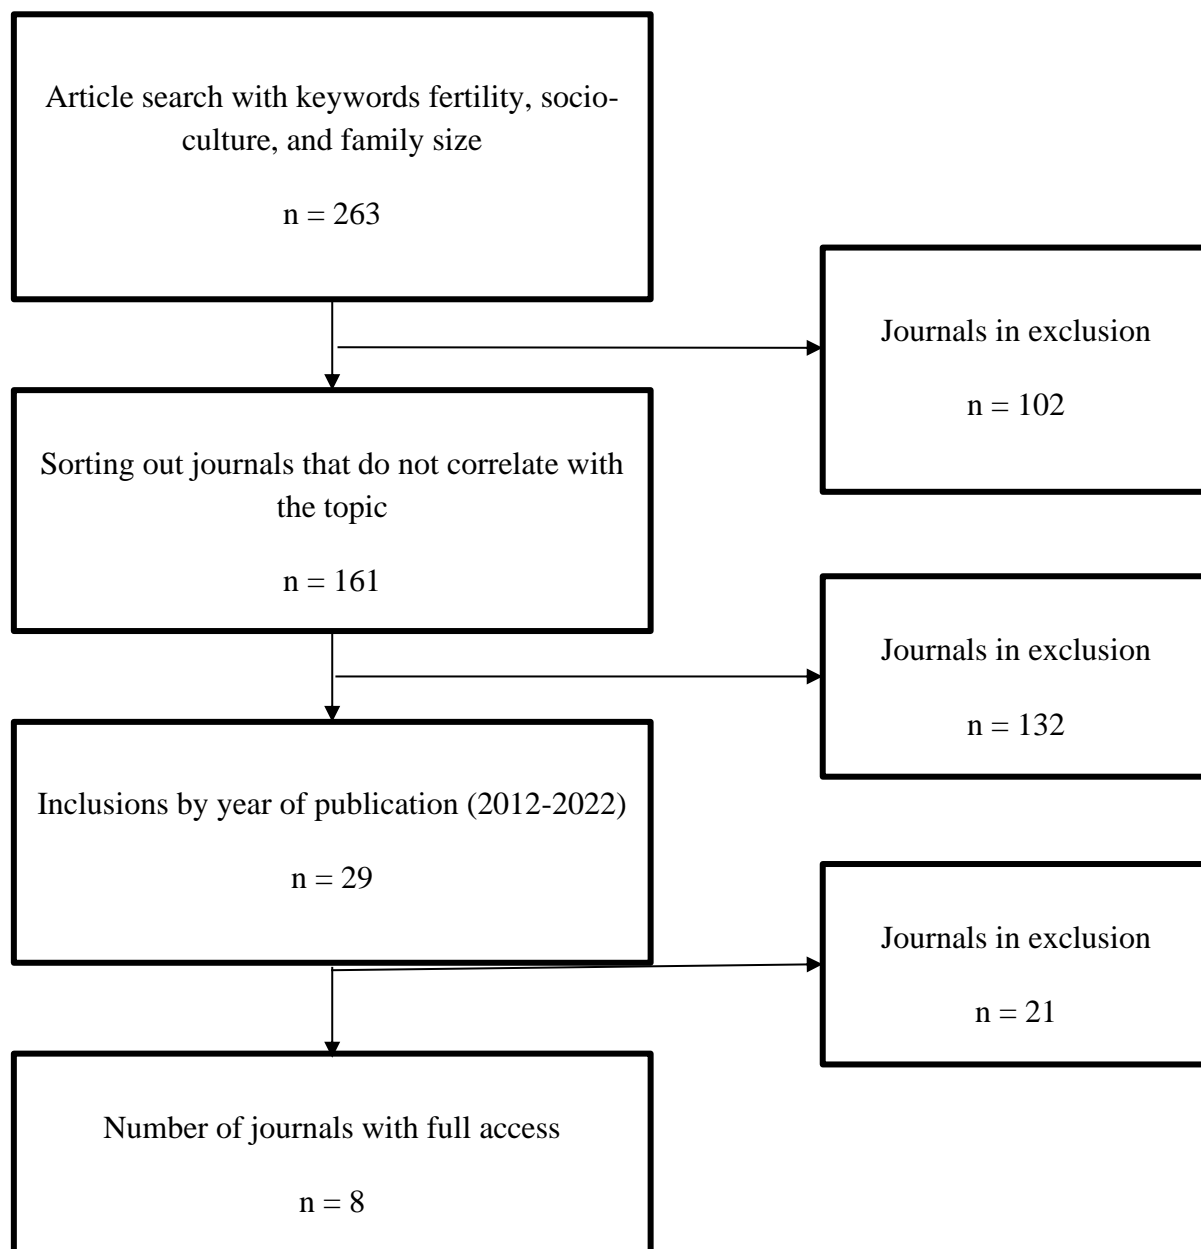 Article search with keywords fertility, socio-
culture, and family size
n = 263
Journals in exclusion
n = 102
Sorting out journals that do not correlate with
the topic
n = 161
Journals in exclusion
n = 132
Inclusions by year of publication (2012-2022)
n = 29
Journals in exclusion
n = 21
Number of journals with full access
n = 8